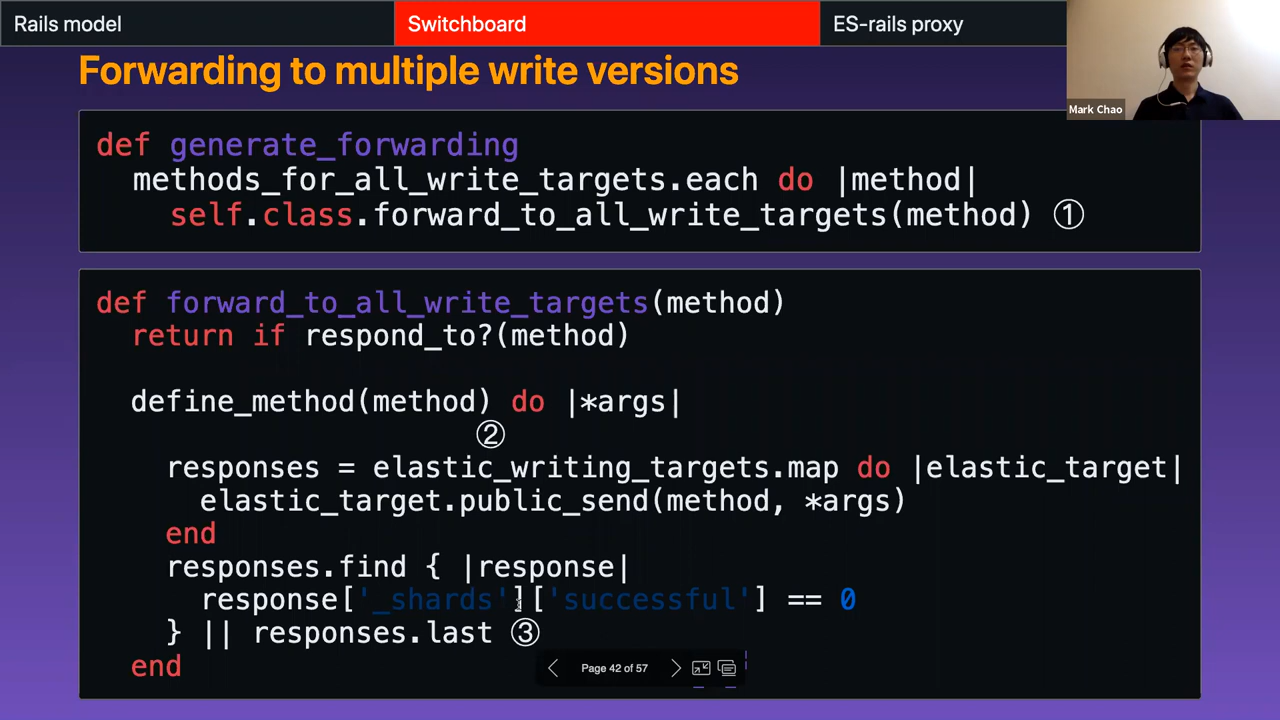 Rails model
Switchboard
ES-rails proxy
Mark Chao
Forwarding to multiple write versions
def generate_forwarding
methods_for_all_write_targets.each do |method|
self.class.forward_to_all_write_targets(method) ①
def forward_to_all_write_targets(method)
return if respond_to?(method)
define_method(method) do |*args|
②
responses = elastic_writing_targets.map do |elastic_target|
elastic_target.public_send(method, *args)
end
responses.find { |response|
response['_shards']['successful'] == 0
} || responses.last ③
end
Page 42 of 57